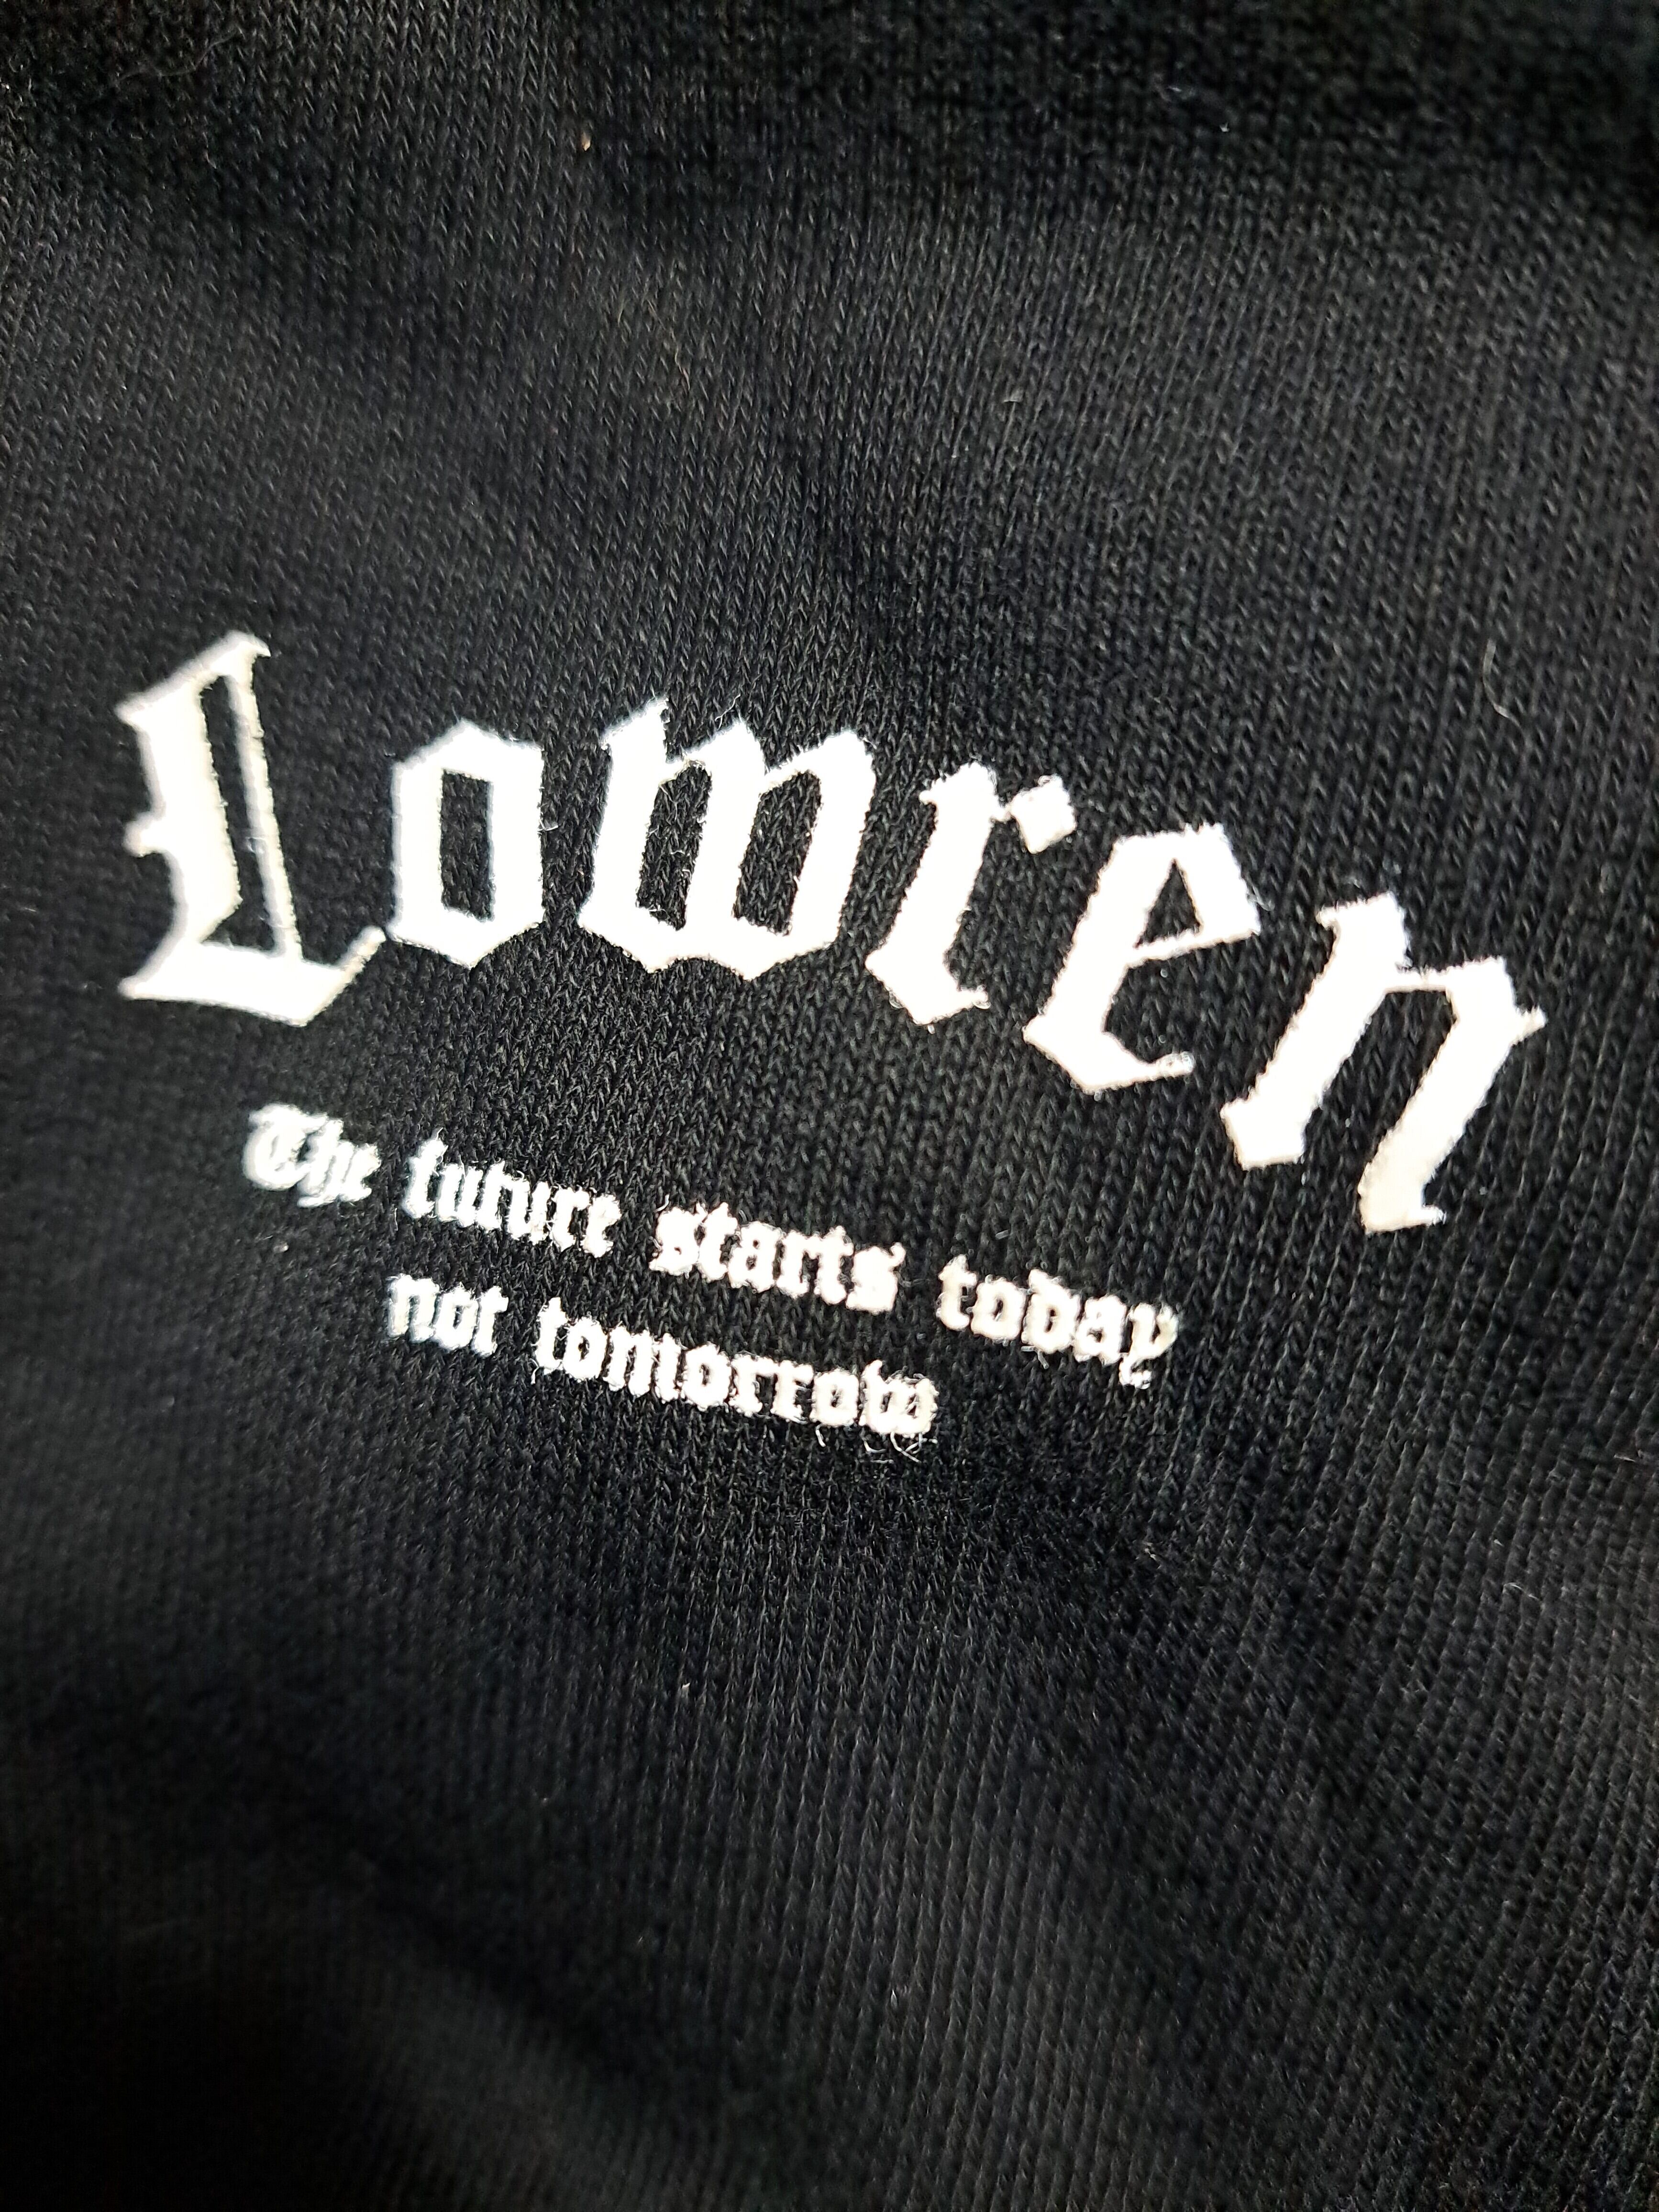 Lowren
The future starts today
not tomorrow